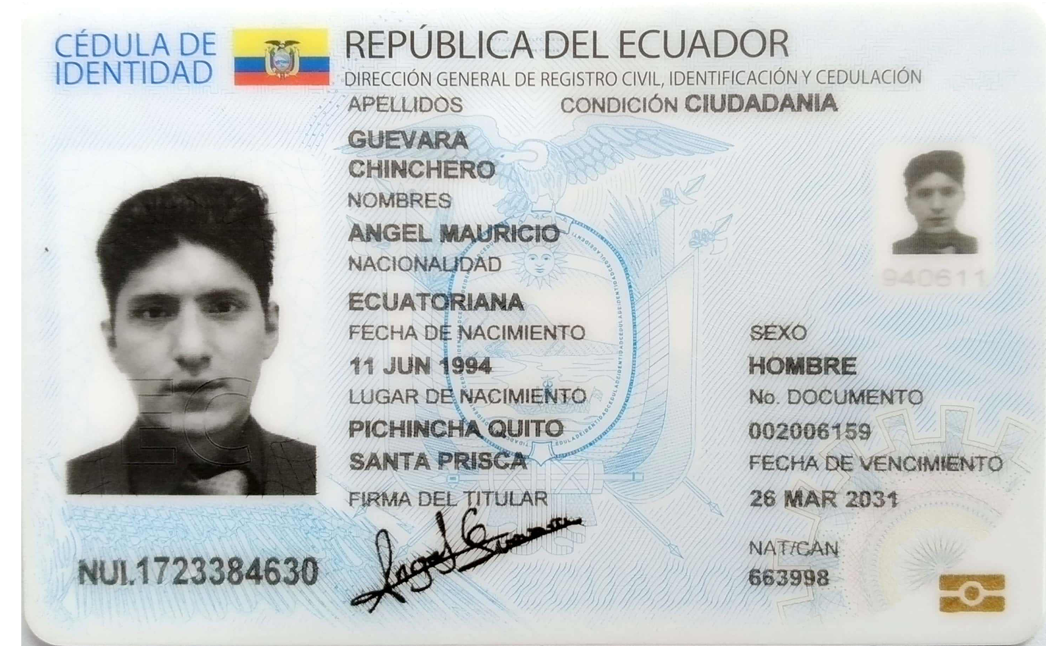 CÉDULA DE IDENTIDAD
REPÚBLICA DEL ECUADOR
DIRECCIÓN GENERAL DE REGISTRO CIVIL, IDENTIFICACIÓN Y CEDULACIÓN
APELLIDOS
CONDICIÓN CIUDADANIA
GUEVARA
CHINCHERO
NOMBRES
ANGEL MAURICIO
NACIONALIDAD
ECUATORIANA
FECHA DE NACIMIENTO
11 JUN 1994
LUGAR DE NACIMIENTO
PICHINCHA QUITO
SANTA PRISCA
FIRMA DEL TITULAR
Angel Guevara
940611
SEXO
HOMBRE
No. DOCUMENTO
002006159
FECHA DE VENCIMIENTO
26 MAR 2031
NAT/CAN
663998
NUI.1723384630